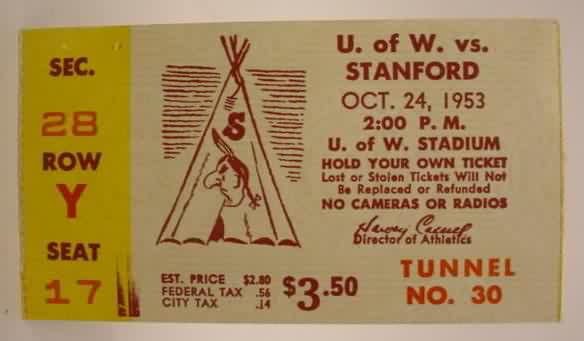 SEC.
28
ROW
Y
SEAT
17
S
U. of W. vs.
STANFORD
OCT. 24, 1953
2:00 P. M.
U. of W. STADIUM
HOLD YOUR OWN TICKET
Lost or Stolen Tickets Will Not
Be Replaced or Refunded
NO CAMERAS OR RADIOS
Harvey Cassill
Director of Athletics
EST. PRICE $2.80
FEDERAL TAX .56
CITY TAX .14
$3.50
TUNNEL
NO. 30